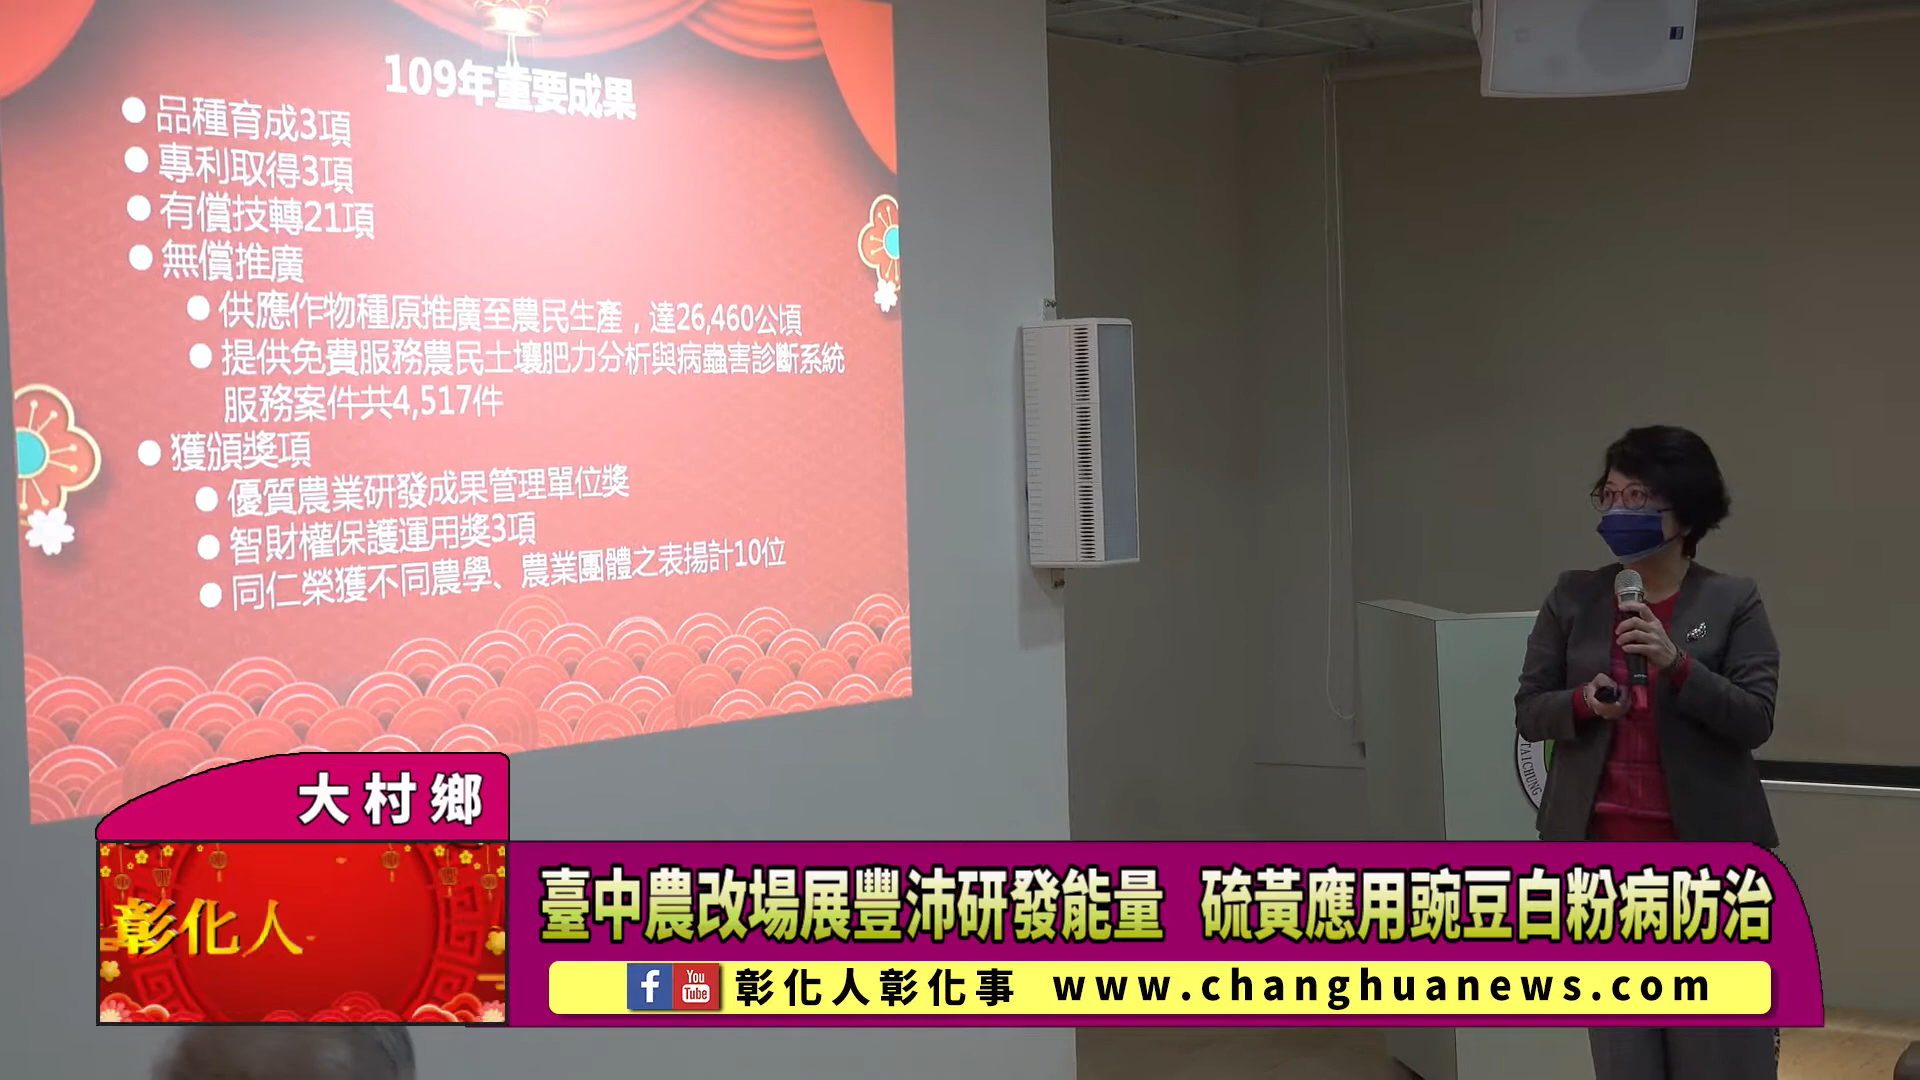 109年重要成果
品種育成3項
專利取得3項
有償技轉21項
無償推廣
供應作物種原推廣至農民生產，達26,460公頃
提供免費服務農民土壤肥力分析與病蟲害診斷系統
服務案件共4,517件
獲頒獎項
優質農業研發成果管理單位獎
智財權保護運用獎3項
同仁榮獲不同農學、農業團體之表揚計10位
TAICHUNG
大村鄉
彰化人
臺中農改場展豐沛研發能量 硫黃應用豌豆白粉病防治
f You Tube 彰化人彰化事 www.changhuanews.com